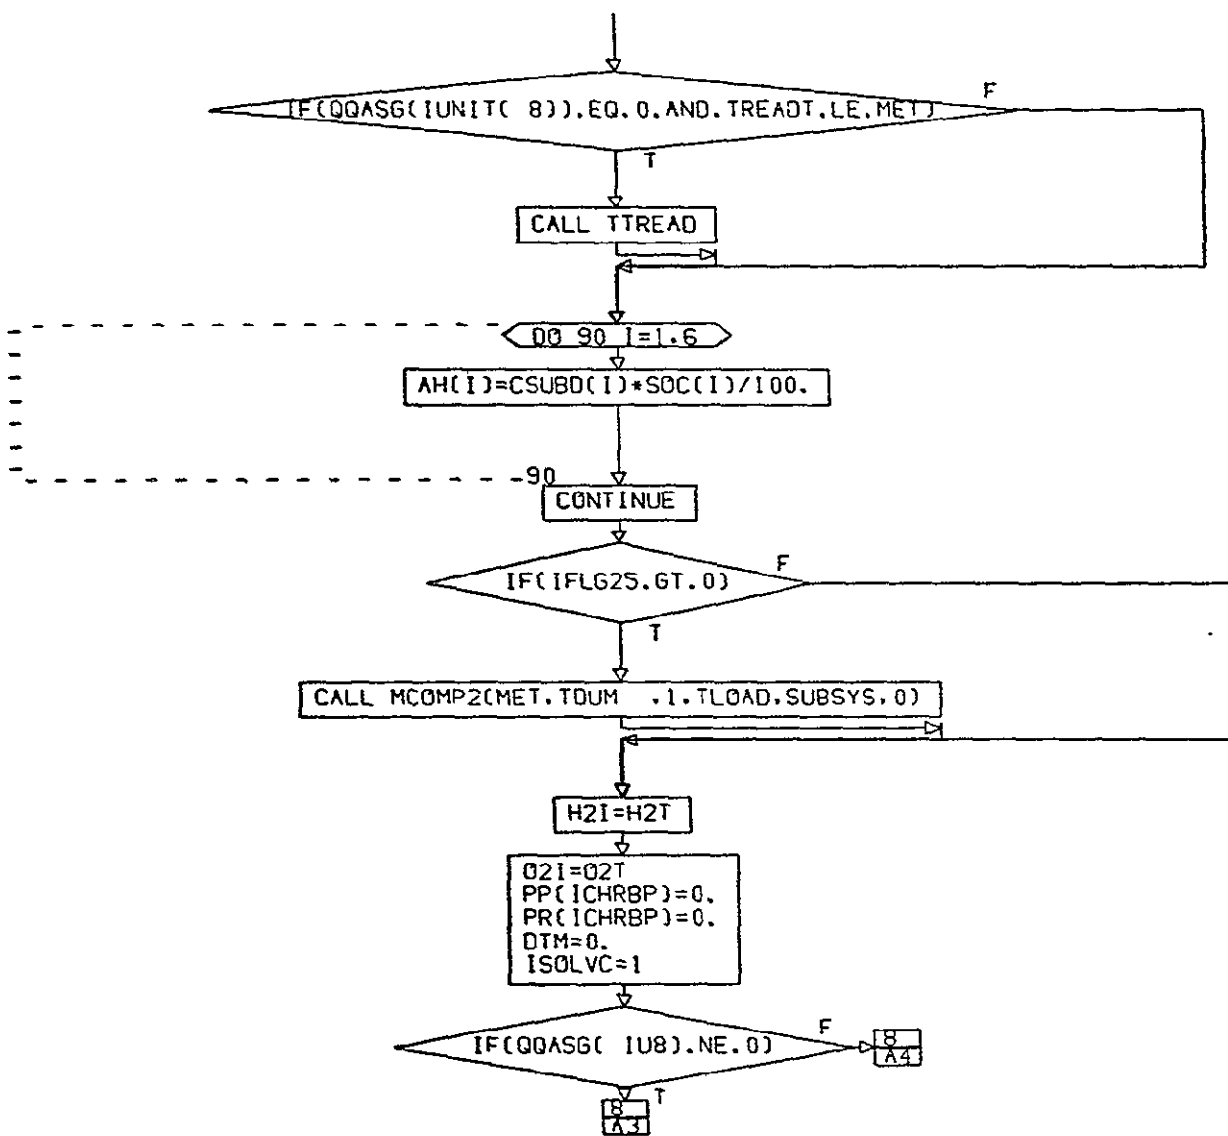 F
IF(QQASG(IUNIT( 8)).EQ.0.AND.TREADT.LE.MET)
T
CALL TTREAD
DO 90 I=1,6
AH(I)=CSUBD(I)*SOC(I)/100.
90
CONTINUE
F
IF(IFLG25.GT.0)
T
CALL MCOMP2(MET,TDUM ,1,TLOAD,SUBSYS,0)
H2I=H2T
O2I=O2T
PP(ICHRBP)=0.
PR(ICHRBP)=0.
DTM=0.
ISOLVC=1
F
IF(QQASG( IU8).NE.0)
8
A4
T
8
A3